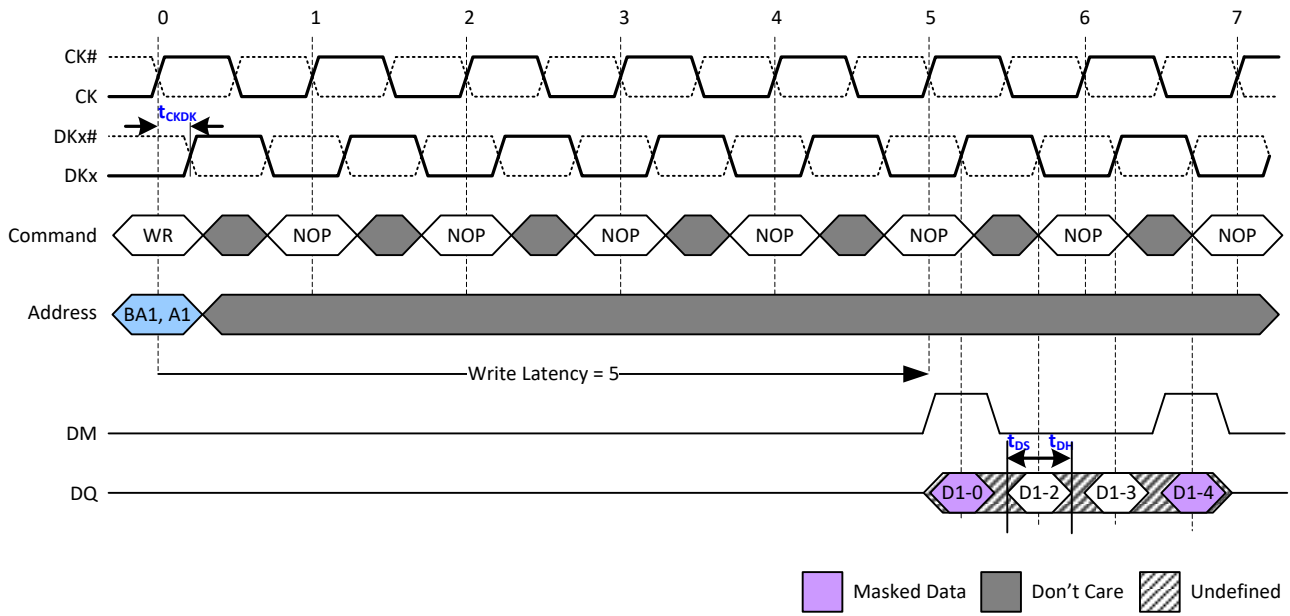 0 1 2 3 4 5 6 7
CK#
CK
tCKDK
DKx#
DKx
Command WR NOP NOP NOP NOP NOP NOP NOP
Address BA1, A1
Write Latency = 5
DM
tDS tDH
DQ D1-0 D1-2 D1-3 D1-4
Masked Data Don't Care Undefined